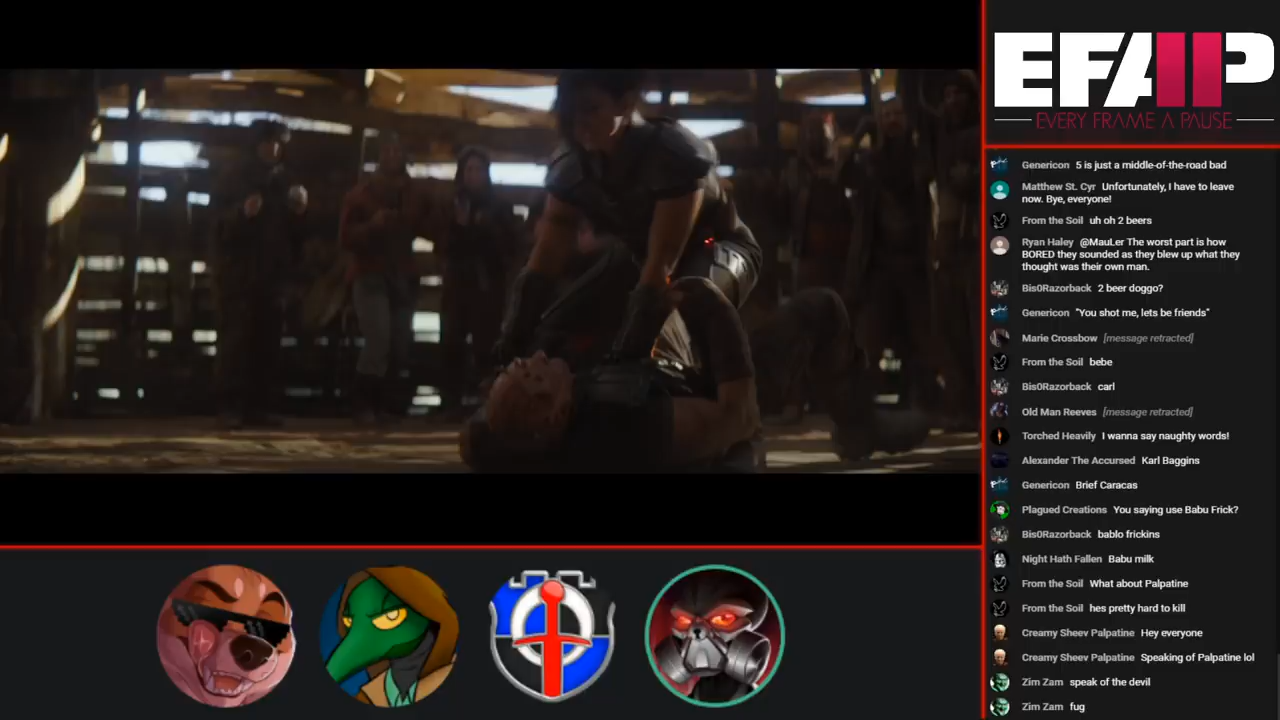 EFAP
EVERY FRAME A PAUSE
Genericon 5 is just a middle-of-the-road bad
Matthew St. Cyr Unfortunately, I have to leave
now. Bye, everyone!
From the Soil uh oh 2 beers
Ryan Haley @MauLer The worst part is how
BORED they sounded as they blew up what they
thought was their own man.
Bis0Razorback 2 beer doggo?
Genericon "You shot me, lets be friends"
Marie Crossbow [message retracted]
From the Soil bebe
Bis0Razorback carl
Old Man Reeves [message retracted]
Torched Heavily I wanna say naughty words!
Alexander The Accursed Karl Baggins
Genericon Brief Caracas
Plagued Creations You saying use Babu Frick?
Bis0Razorback bablo frickins
Night Hath Fallen Babu milk
From the Soil What about Palpatine
From the Soil hes pretty hard to kill
Creamy Sheev Palpatine Hey everyone
Creamy Sheev Palpatine Speaking of Palpatine lol
Zim Zam speak of the devil
Zim Zam fug